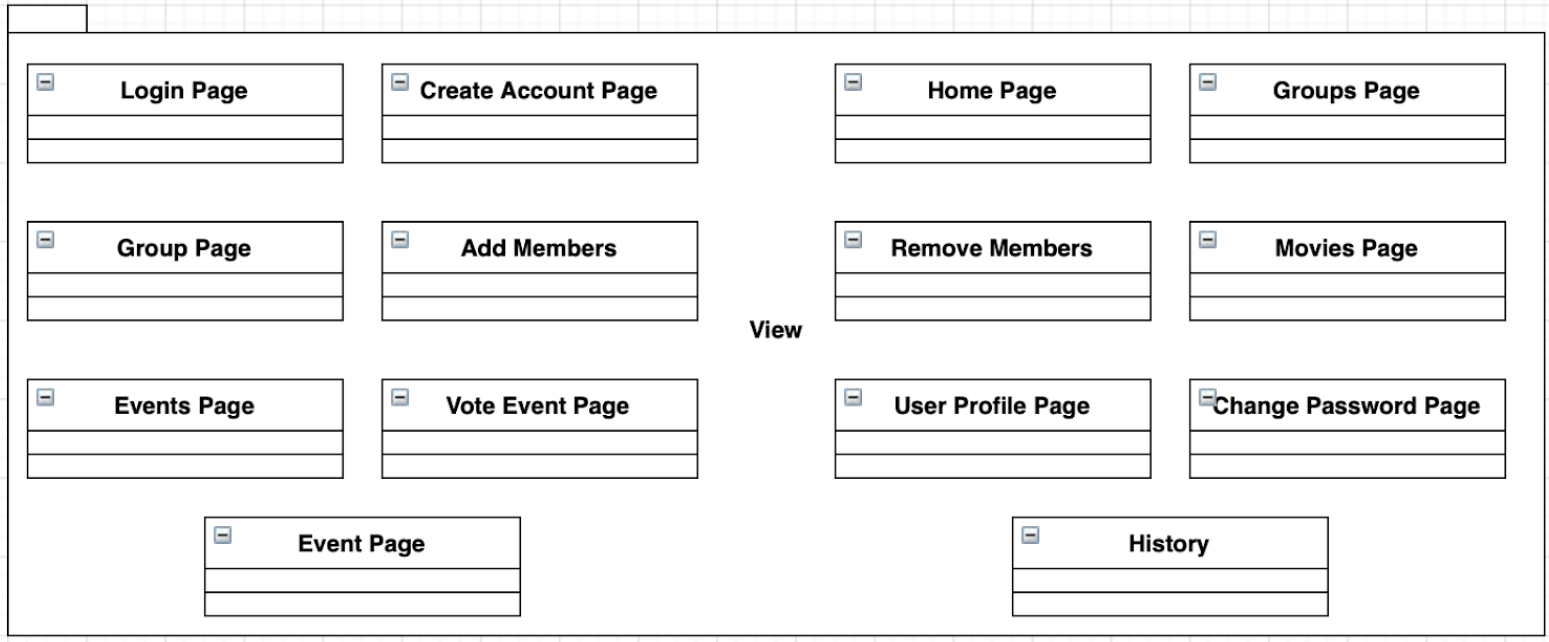 Login Page
Create Account Page
Home Page
Groups Page
Group Page
Add Members
Remove Members
Movies Page
View
Events Page
Vote Event Page
User Profile Page
Change Password Page
Event Page
History